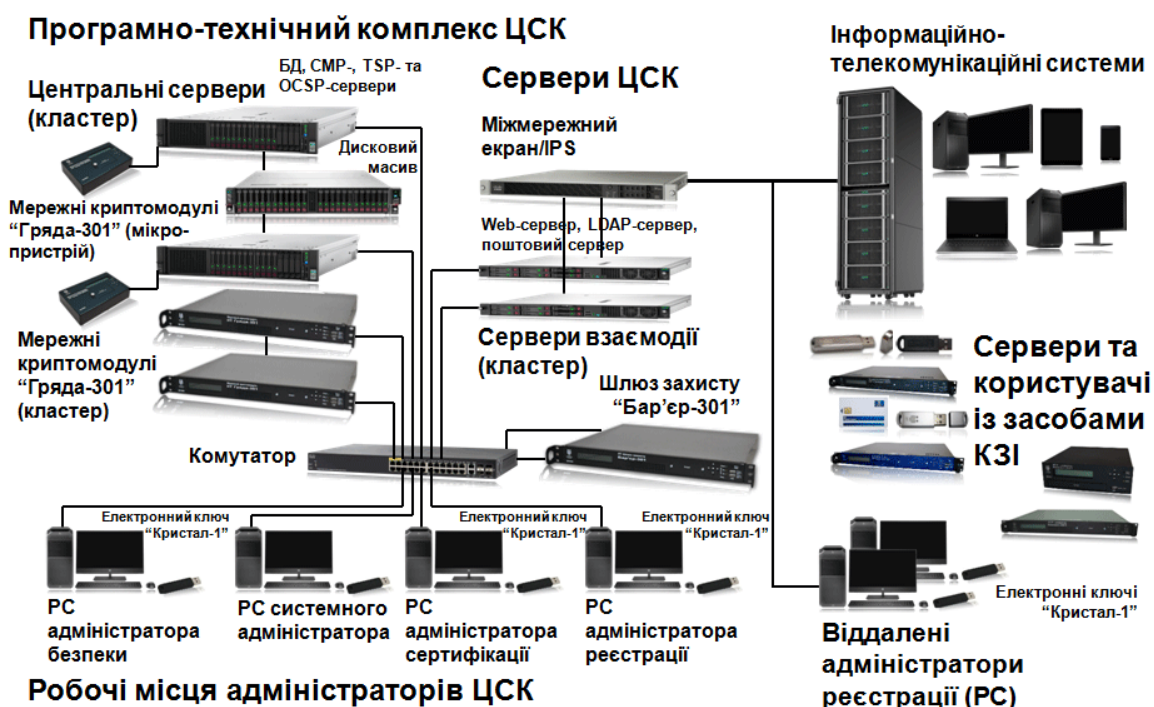 Програмно-технічний комплекс ЦСК
Центральні сервери
(кластер)
БД, CMP-, TSP- та
OCSP-сервери
Дисковий
масив
Мережні криптомодулі
“Гряда-301” (мікро-
пристрій)
Мережні
криптомодулі
“Гряда-301”
(кластер)
Сервери ЦСК
Міжмережний
екран/IPS
Web-сервер, LDAP-сервер,
поштовий сервер
Сервери взаємодії
(кластер)
Шлюз захисту
“Бар’єр-301”
Комутатор
Інформаційно-
телекомунікаційні системи
Сервери та
користувачі
із засобами
КЗІ
Електронний ключ
“Кристал-1”
Електронний ключ
“Кристал-1”
Електронний ключ
“Кристал-1”
РС
адміністратора
безпеки
РС системного
адміністратора
РС
адміністратора
сертифікації
РС
адміністратора
реєстрації
Електронні ключі
“Кристал-1”
Віддалені
адміністратори
реєстрації (РС)
Робочі місця адміністраторів ЦСК